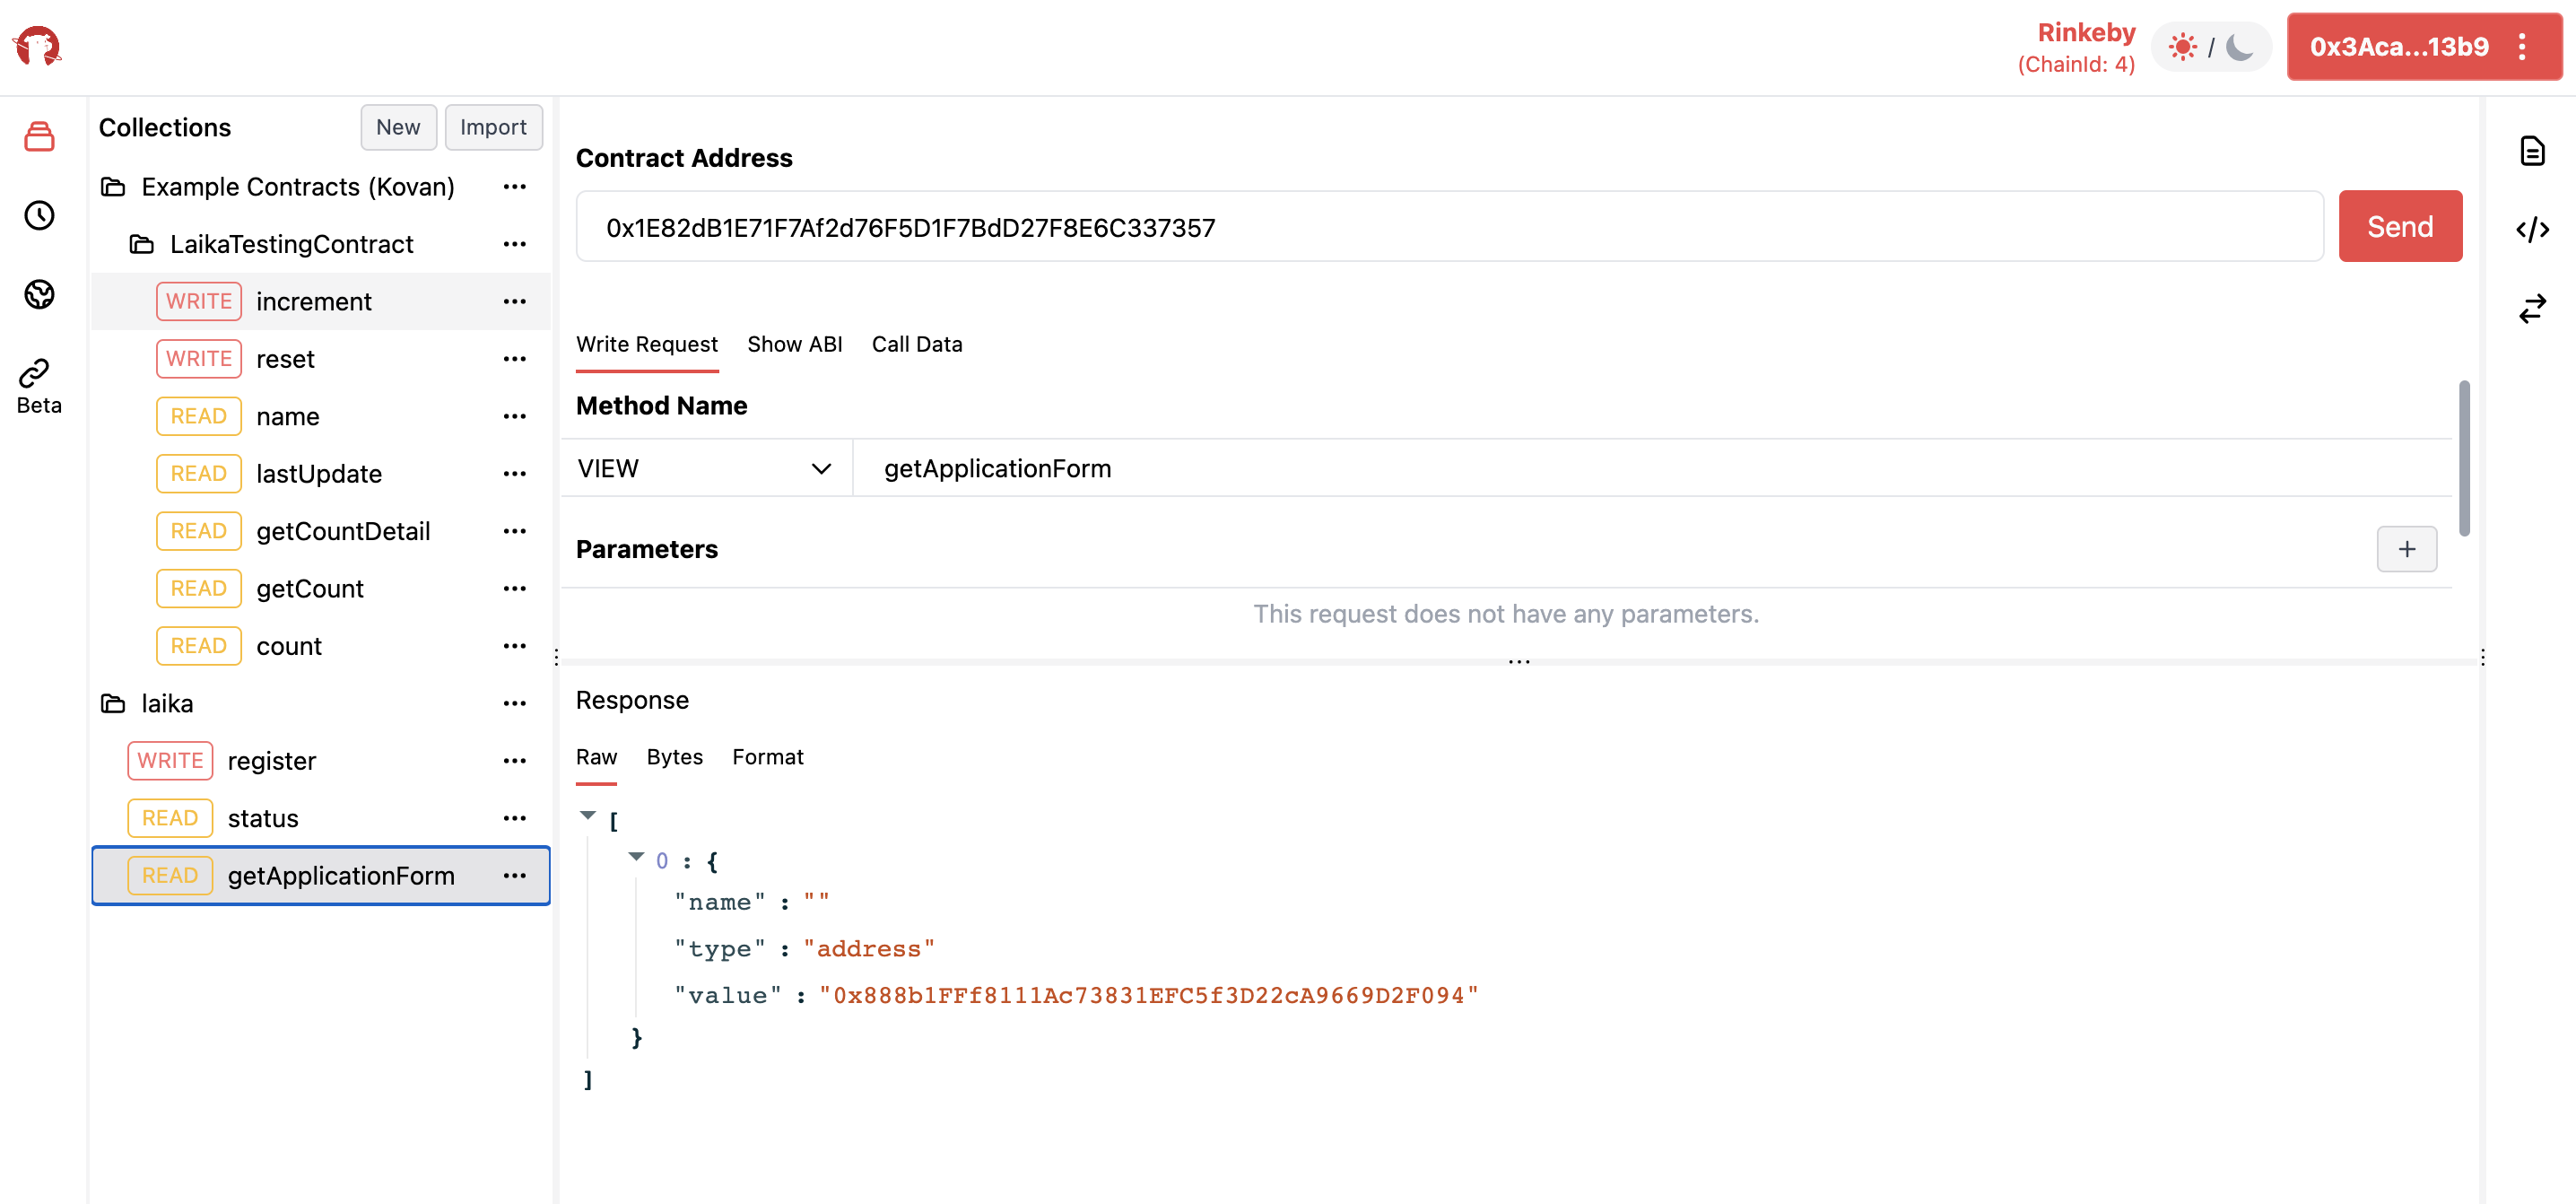 Rinkeby
(ChainId: 4)
/
0x3Aca...13b9
Collections
New
Import
Example Contracts (Kovan)
LaikaTestingContract
WRITE increment
WRITE reset
READ name
READ lastUpdate
READ getCountDetail
READ getCount
READ count
laika
WRITE register
READ status
READ getApplicationForm
Beta
Contract Address
0x1E82dB1E71F7Af2d76F5D1F7BdD27F8E6C337357
Send
Write Request Show ABI Call Data
Method Name
VIEW getApplicationForm
Parameters
+
This request does not have any parameters.
Response
Raw Bytes Format
[
0 : {
"name" : ""
"type" : "address"
"value" : "0x888b1FFf8111Ac73831EFC5f3D22cA9669D2F094"
}
]